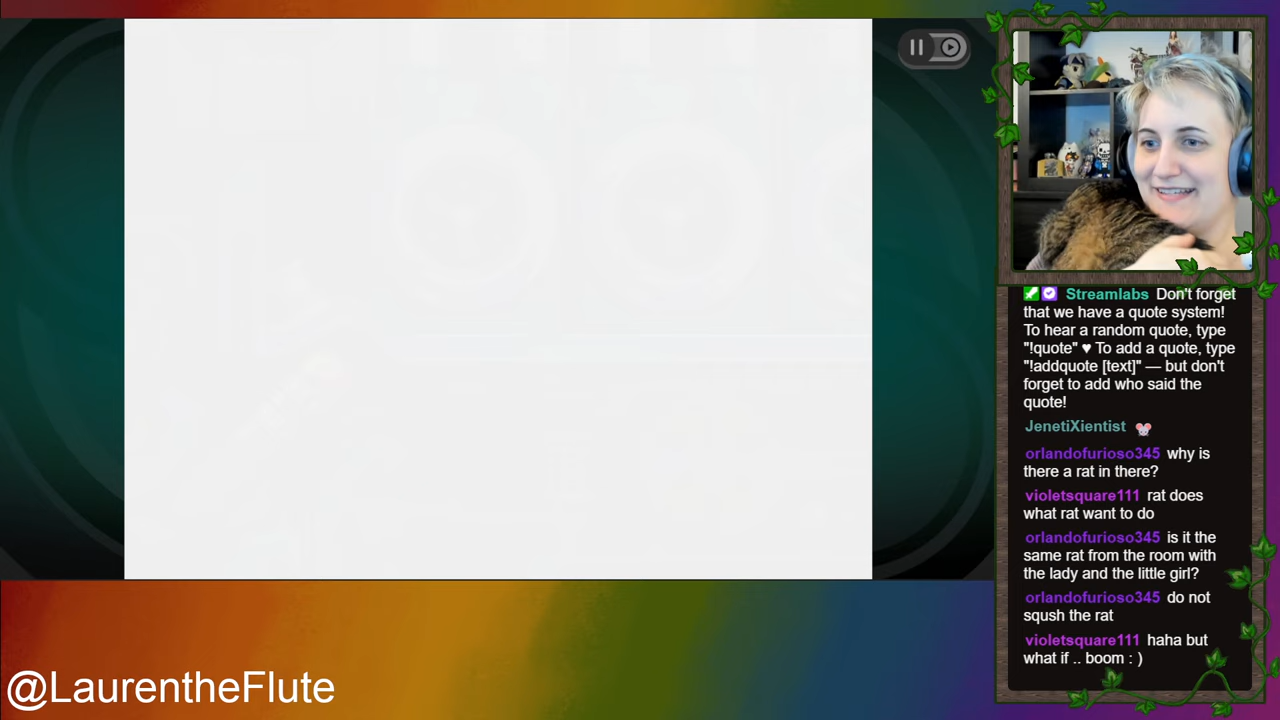 Streamlabs Don't forget
that we have a quote system!
To hear a random quote, type
"!quote" ♥ To add a quote, type
"!addquote [text]" — but don't
forget to add who said the
quote!
JenetiXientist
orlandofurioso345 why is
there a rat in there?
violetsquare111 rat does
what rat want to do
orlandofurioso345 is it the
same rat from the room with
the lady and the little girl?
orlandofurioso345 do not
sqush the rat
violetsquare111 haha but
what if .. boom : )
@LaurentheFlute